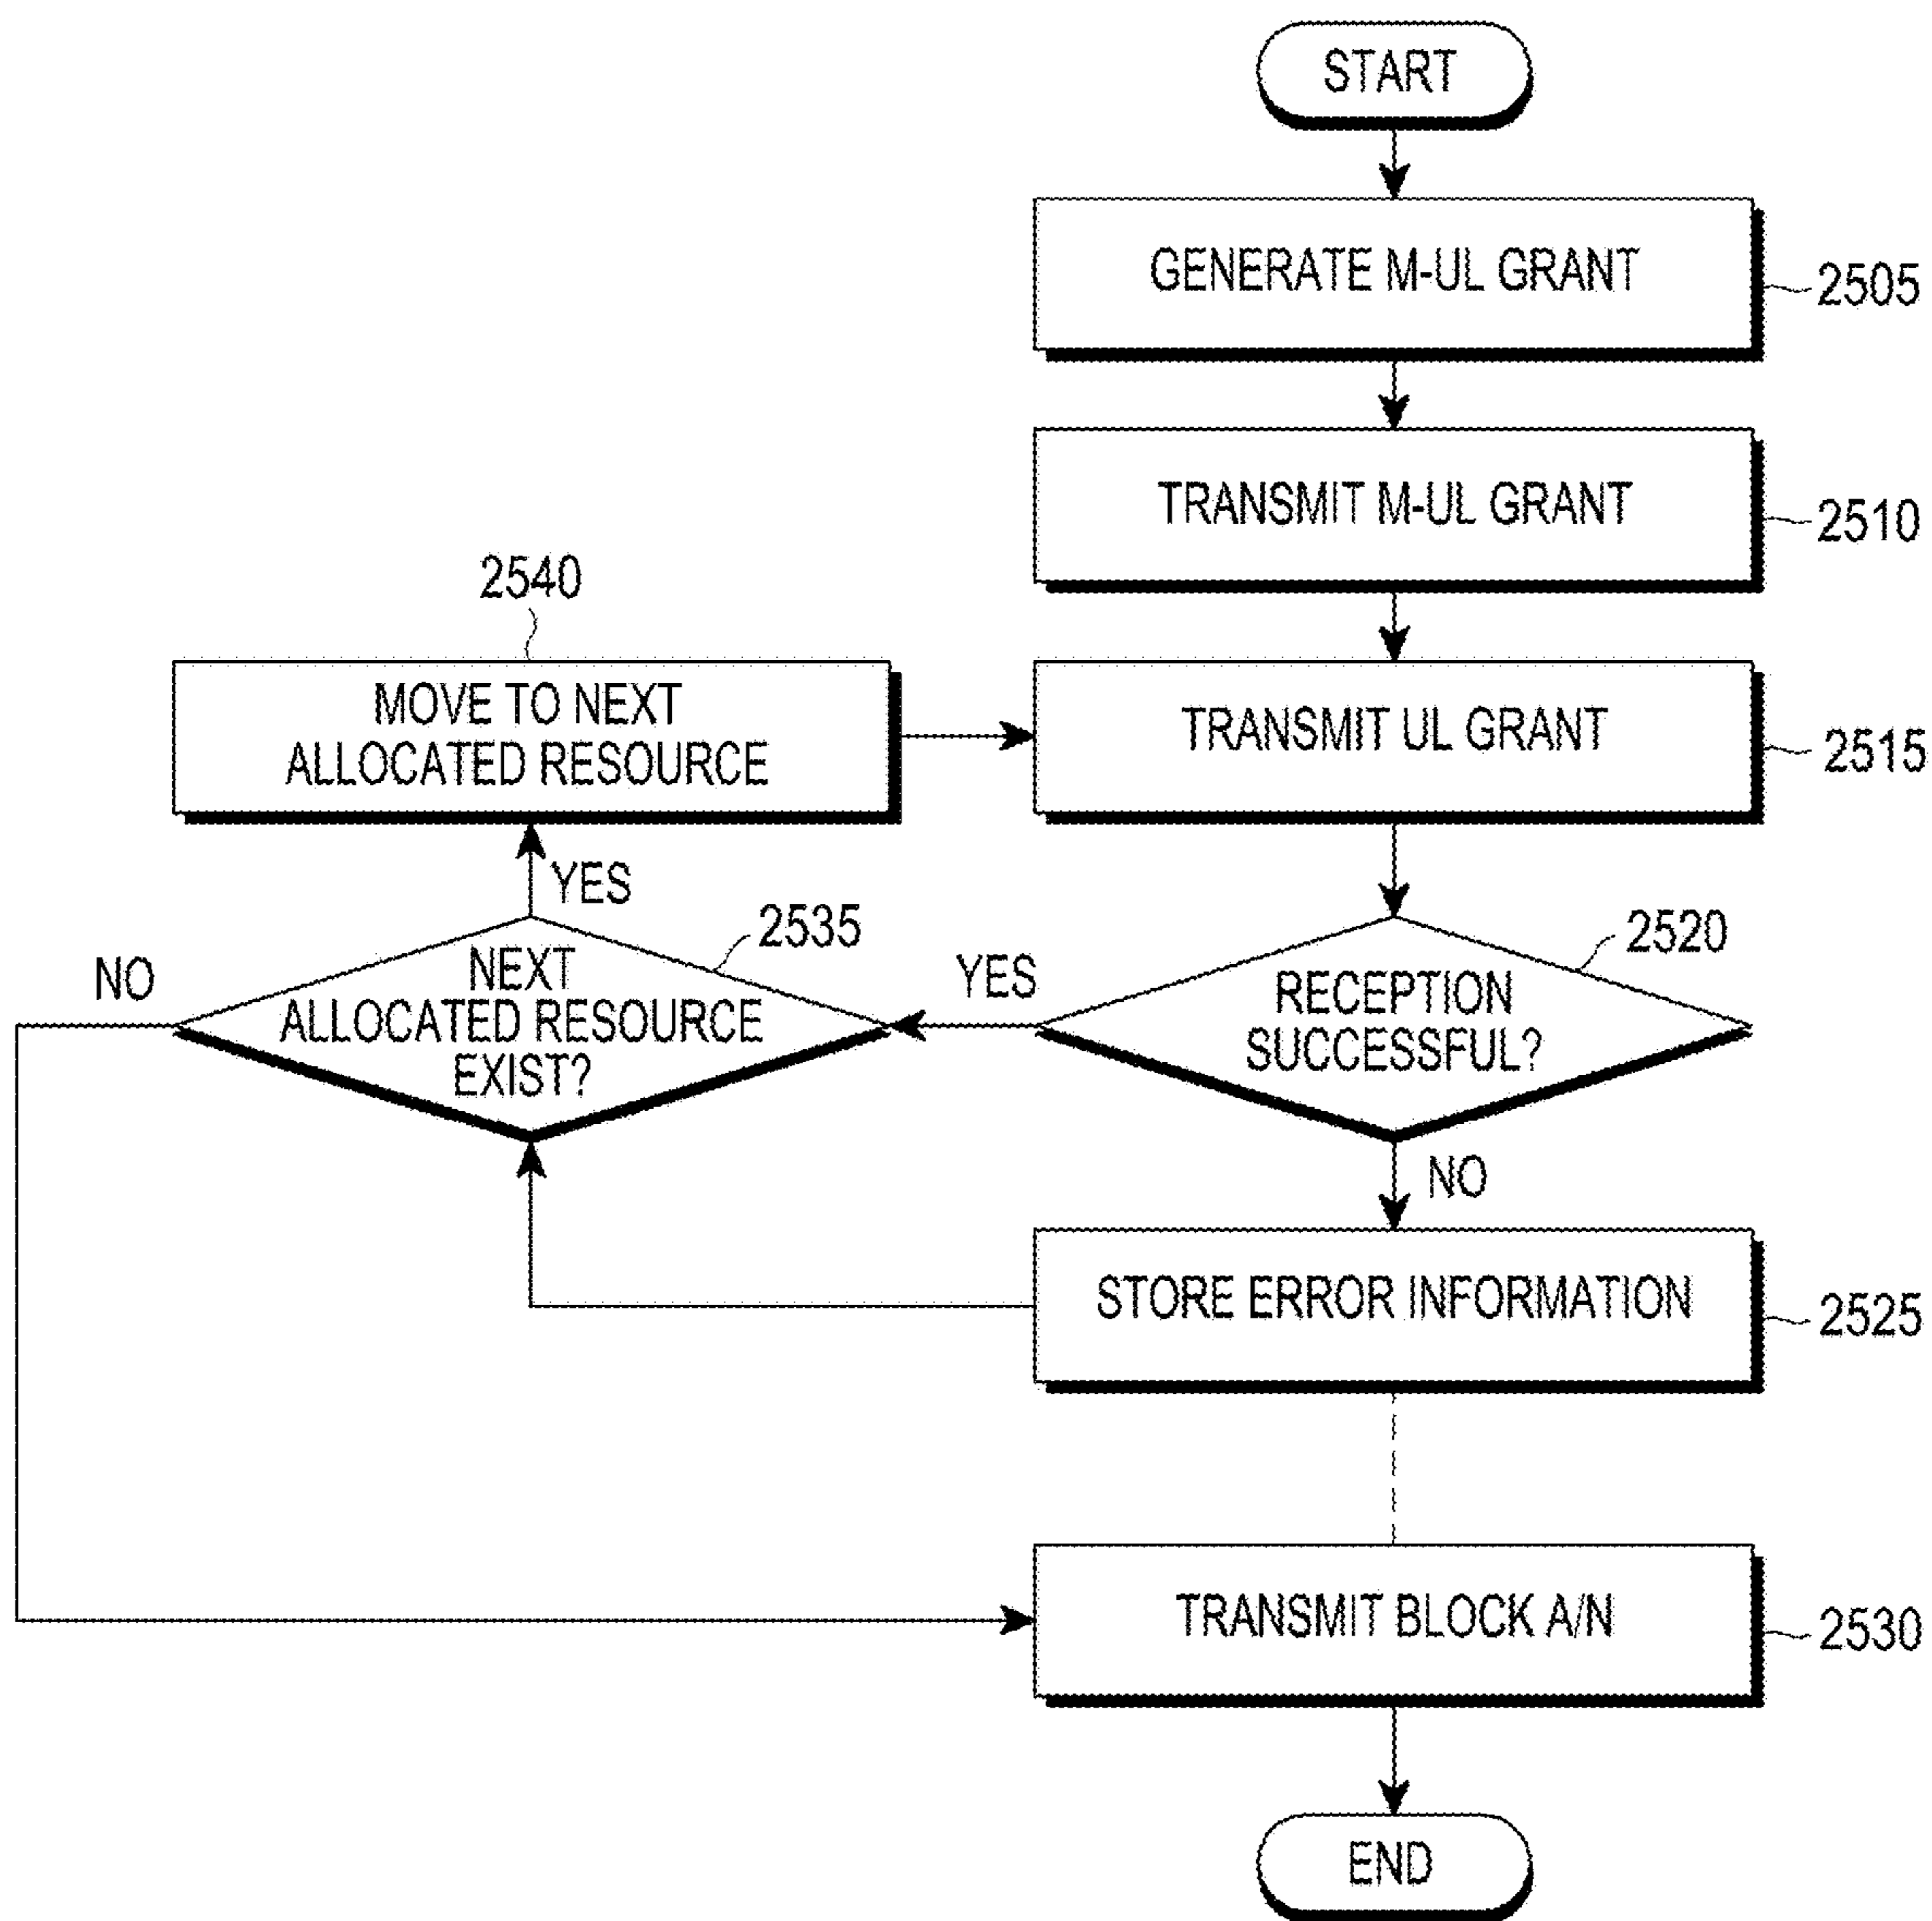 START
GENERATE M-UL GRANT
2505
TRANSMIT M-UL GRANT
2510
2540
MOVE TO NEXT
ALLOCATED RESOURCE
TRANSMIT UL GRANT
2515
YES
2535
2520
NO
NEXT
ALLOCATED RESOURCE
EXIST?
YES
RECEPTION
SUCCESSFUL?
NO
STORE ERROR INFORMATION
2525
TRANSMIT BLOCK A/N
2530
END